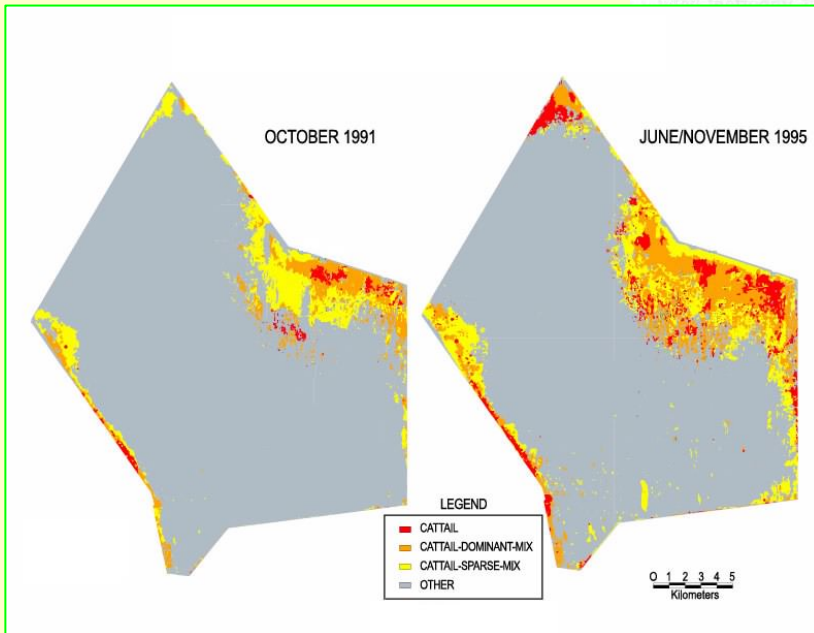 OCTOBER 1991
JUNE/NOVEMBER 1995
LEGEND
CATTAIL
CATTAIL-DOMINANT-MIX
CATTAIL-SPARSE-MIX
OTHER
0 1 2 3 4 5
Kilometers